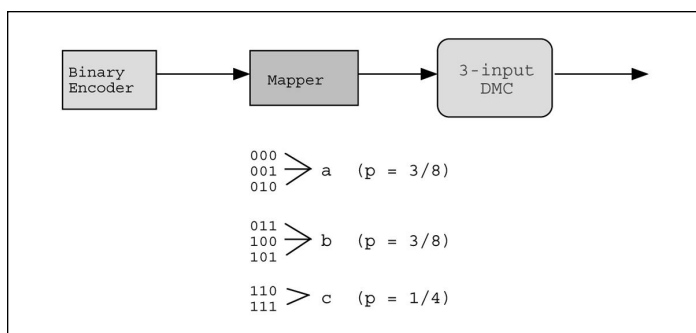 Binary
Encoder
Mapper
3-input
DMC
000
001
010
a (p = 3/8)
011
100
101
b (p = 3/8)
110
111
c (p = 1/4)